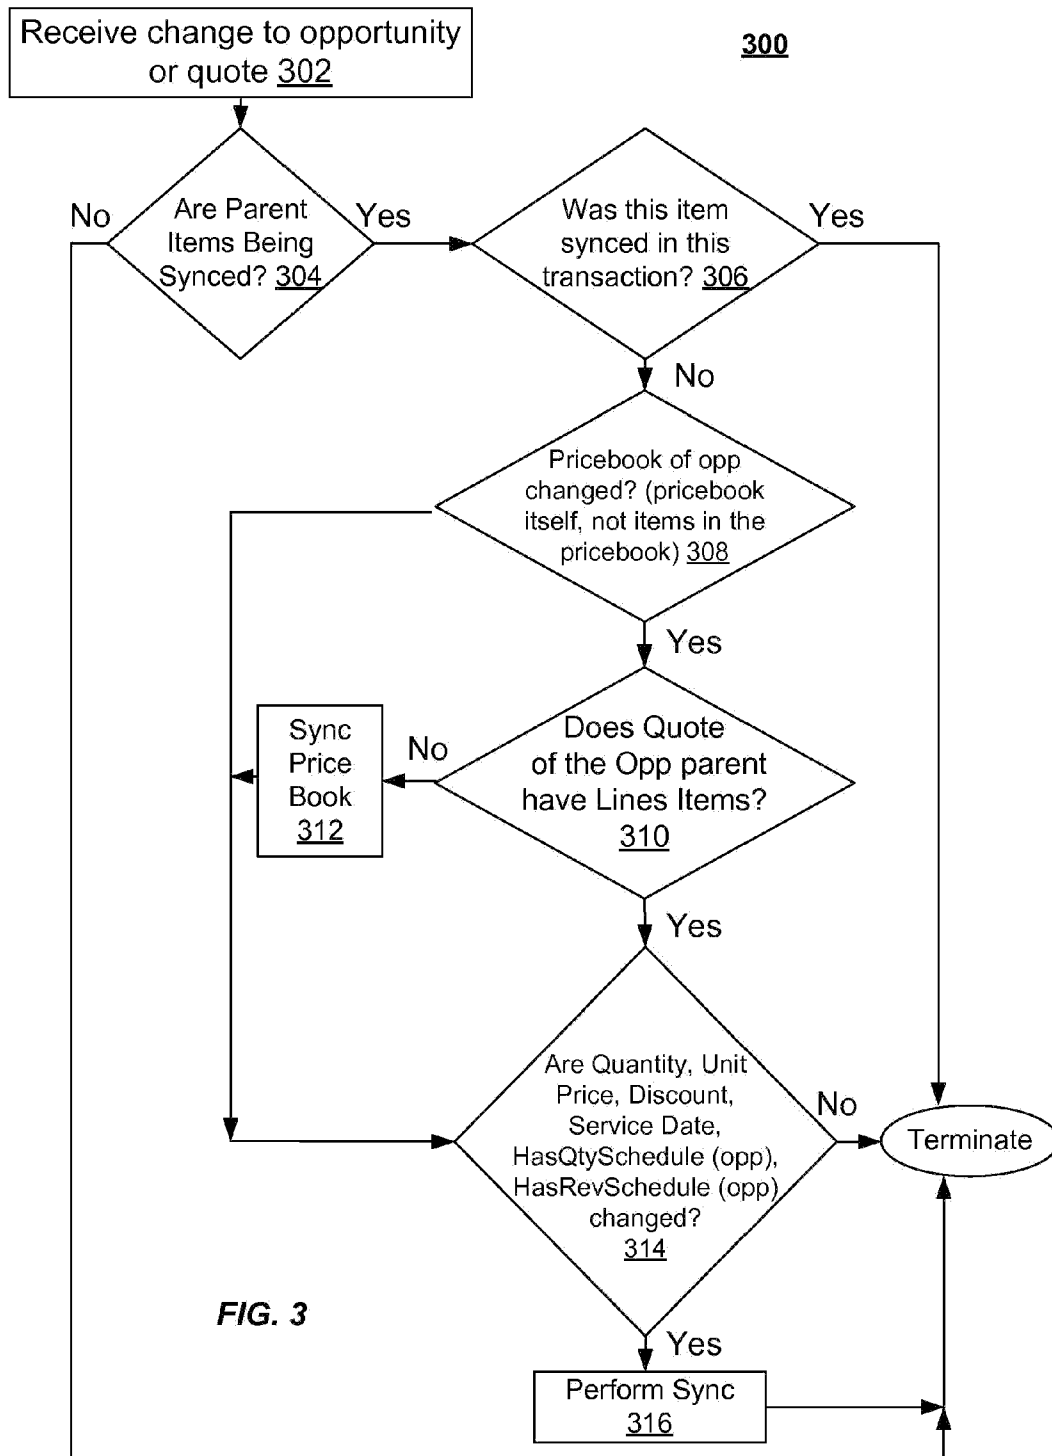 Receive change to opportunity
or quote 302
300
No
Are Parent
Items Being
Synced? 304
Yes
Was this item
synced in this
transaction? 306
Yes
No
Pricebook of opp
changed? (pricebook
itself, not items in the
pricebook) 308
Yes
Sync
Price
Book
312
No
Does Quote
of the Opp parent
have Lines Items?
310
Yes
Are Quantity, Unit
Price, Discount,
Service Date,
HasQtySchedule (opp),
HasRevSchedule (opp)
changed?
314
No
Terminate
FIG. 3
Yes
Perform Sync
316